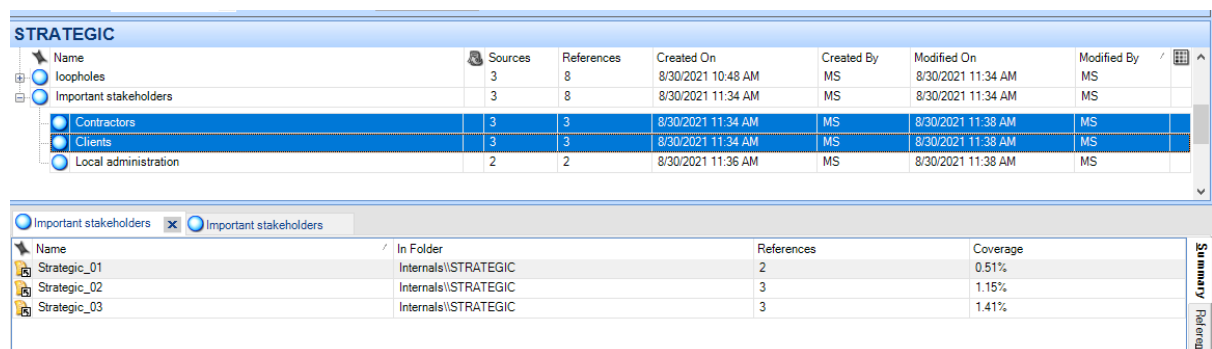 STRATEGIC
Name Sources References Created On Created By Modified On Modified By
loopholes 3 8 8/30/2021 10:48 AM MS 8/30/2021 11:34 AM MS
Important stakeholders 3 8 8/30/2021 11:34 AM MS 8/30/2021 11:34 AM MS
Contractors 3 3 8/30/2021 11:34 AM MS 8/30/2021 11:38 AM MS
Clients 3 3 8/30/2021 11:34 AM MS 8/30/2021 11:38 AM MS
Local administration 2 2 8/30/2021 11:36 AM MS 8/30/2021 11:38 AM MS
Important stakeholders Important stakeholders
Name In Folder References Coverage
Strategic_01 Internals\\STRATEGIC 2 0.51%
Strategic_02 Internals\\STRATEGIC 3 1.15%
Strategic_03 Internals\\STRATEGIC 3 1.41%
Summary